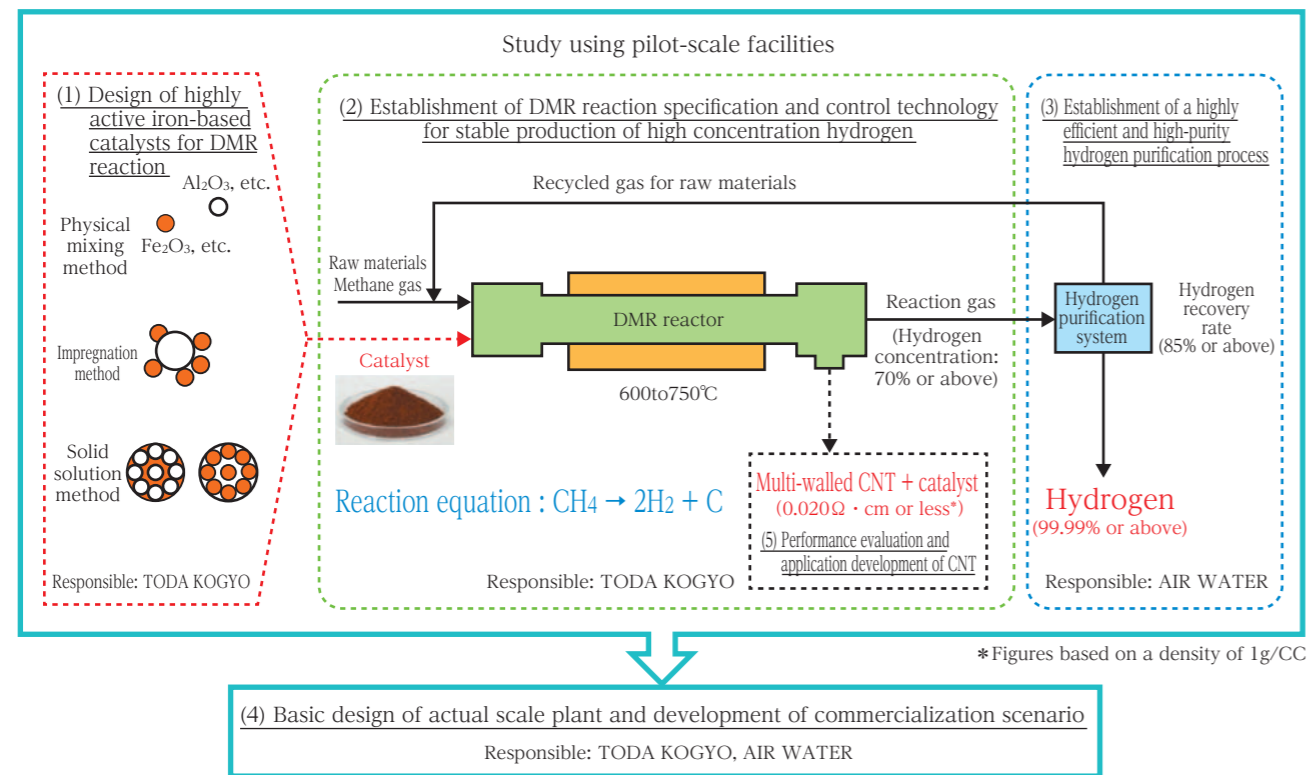 Study using pilot-scale facilities
(1) Design of highly
active iron-based
catalysts for DMR
reaction
Al₂O₃, etc.
Physical
mixing
method
Fe₂O₃, etc.
Impregnation
method
Solid
solution
method
Responsible: TODA KOGYO
(2) Establishment of DMR reaction specification and control technology
for stable production of high concentration hydrogen
Recycled gas for raw materials
Raw materials
Methane gas
Catalyst
DMR reactor
600to750℃
Reaction gas
(Hydrogen
concentration:
70% or above)
Reaction equation : CH₄ → 2H₂ + C
Multi-walled CNT + catalyst
(0.020Ω・cm or less*)
(5) Performance evaluation and
application development of CNT
Responsible: TODA KOGYO
(3) Establishment of a highly
efficient and high-purity
hydrogen purification process
Hydrogen
purification
system
Hydrogen
recovery
rate
(85% or above)
Hydrogen
(99.99% or above)
Responsible: AIR WATER
*Figures based on a density of 1g/CC
(4) Basic design of actual scale plant and development of commercialization scenario
Responsible: TODA KOGYO, AIR WATER